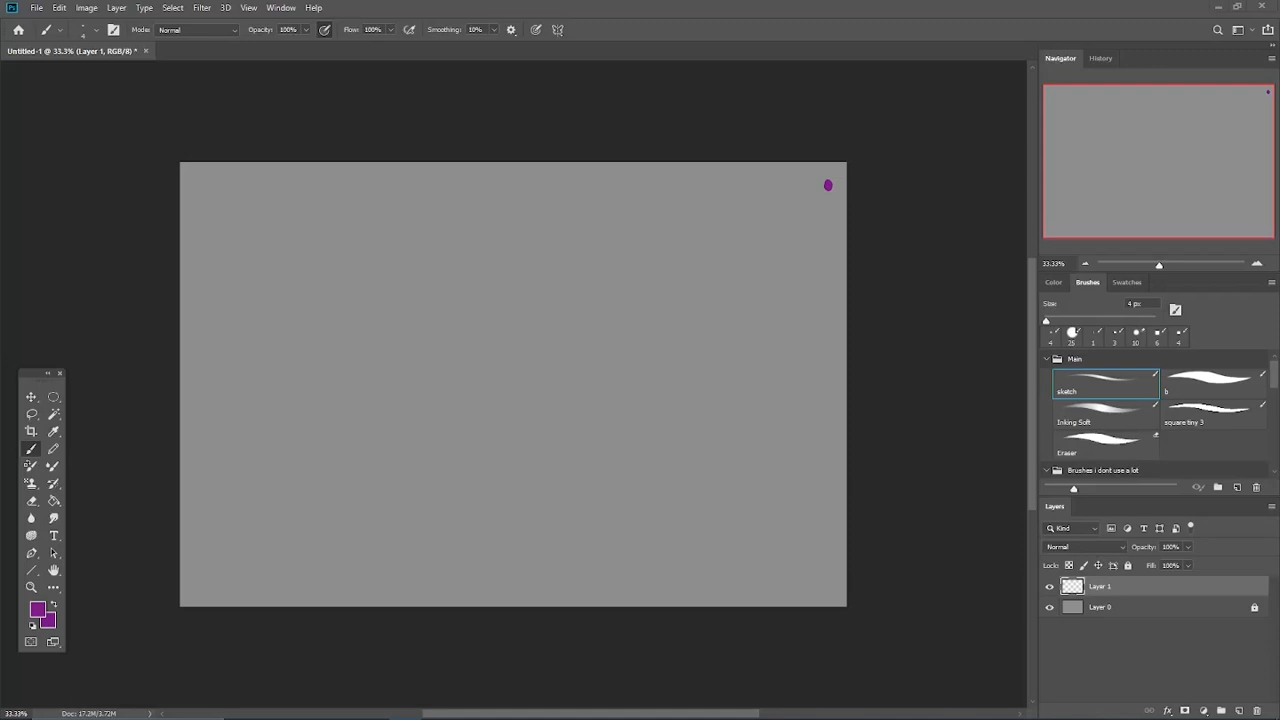 File Edit Image Layer Type Select Filter 3D View Window Help
Mode: Normal Opacity: 100% Flow: 100% Smoothing: 10%
4
Untitled-1 @ 33.3% (Layer 1, RGB/8) * ×
Navigator History
33.33%
Color Brushes Swatches
Size: 4 px
4 25 1 3 10 6 4
Main
sketch b
Inking Soft square tiny 3
Eraser
Brushes i dont use a lot
Layers
Kind
Normal Opacity: 100%
Lock: Fill: 100%
Layer 1
Layer 0
33.33% Doc: 17.2M/3.72M